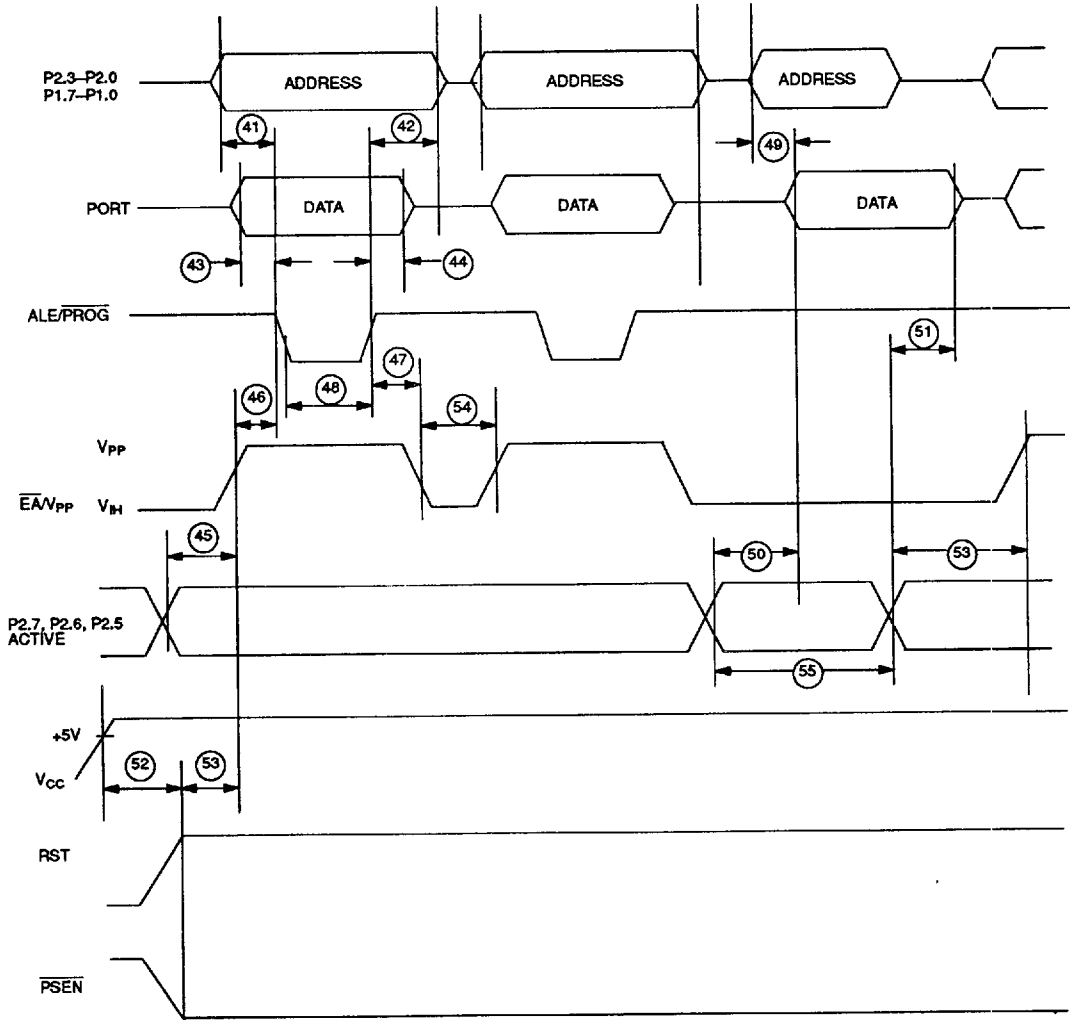 P2.3–P2.0
P1.7–P1.0
ADDRESS
ADDRESS
ADDRESS
41
42
49
PORT
DATA
DATA
DATA
43
44
ALE/PROG
51
47
46
48
54
VPP
EA/VPP VIH
45
50
53
P2.7, P2.6, P2.5
ACTIVE
55
+5V
52
53
VCC
RST
PSEN